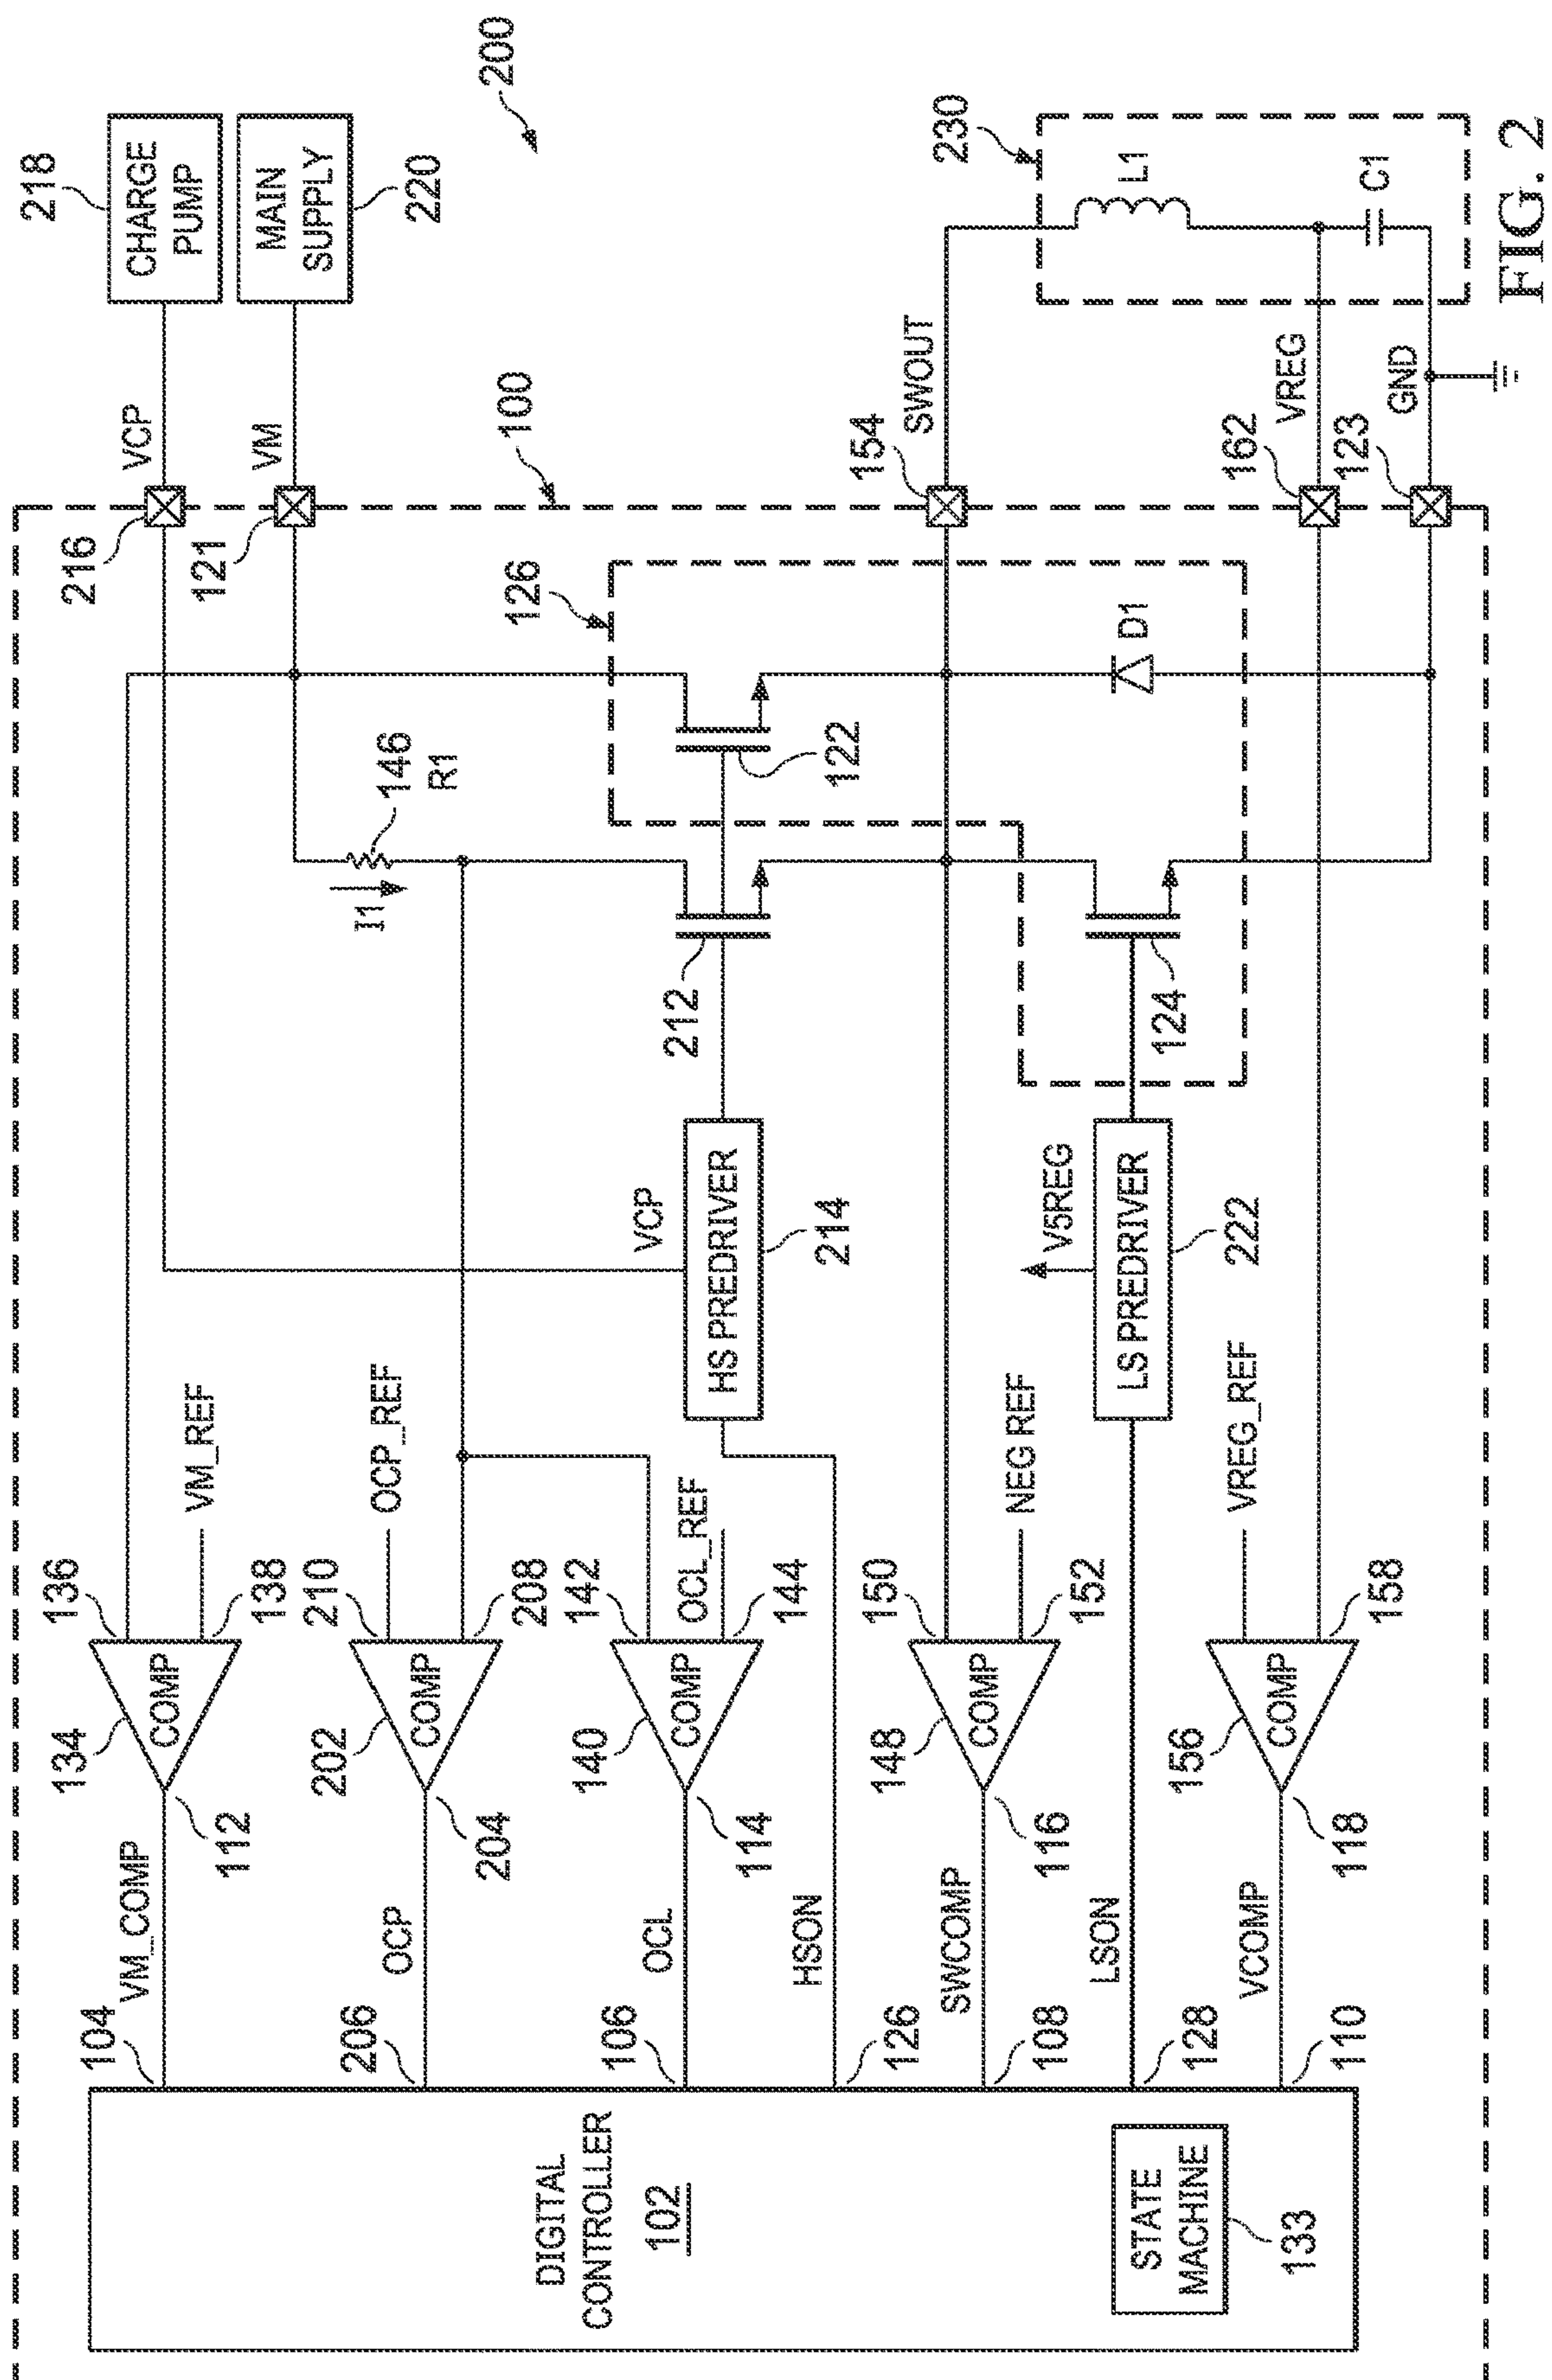 200
218
CHARGE
PUMP
MAIN
SUPPLY
220
VCP
VM
216
121
100
136
VM_REF
138
134
COMP
112
VM_COMP
104
146
R1
I1
OCP_REF
210
208
202
COMP
204
OCP
206
126
122
212
VCP
HS PREDRIVER
214
142
OCL_REF
144
140
COMP
114
OCL
106
HSON
126
DIGITAL
CONTROLLER
102
154
SWOUT
230
L1
C1
150
NEG REF
152
148
COMP
116
SWCOMP
108
D1
124
V5REG
LS PREDRIVER
222
LSON
128
STATE
MACHINE
133
162
VREG
123
GND
VREG_REF
158
156
COMP
118
VCOMP
110
FIG. 2